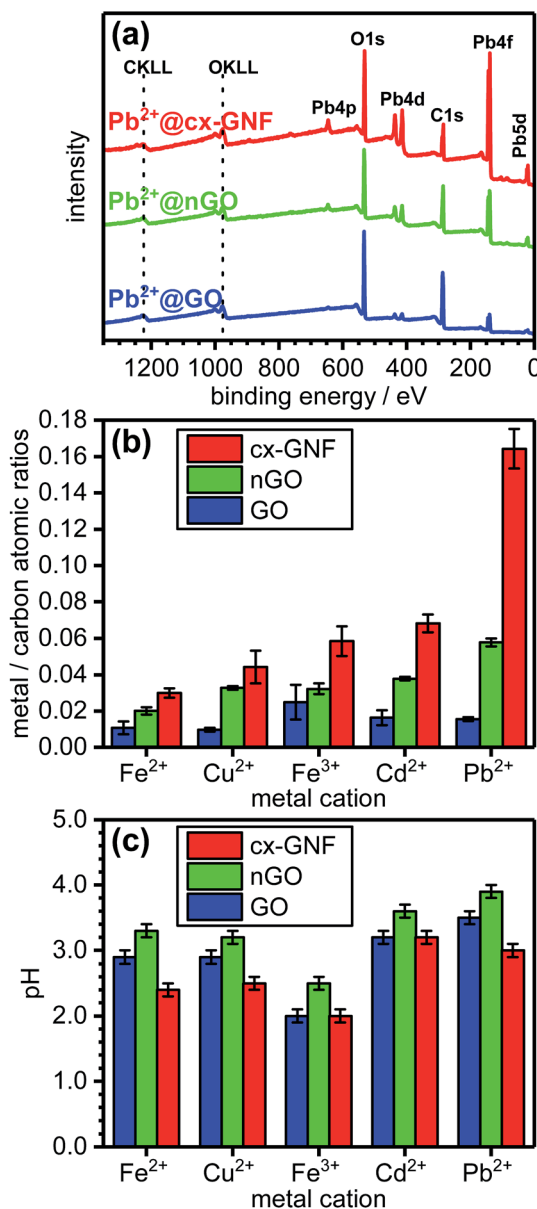 (a)
CKLL
OKLL
O1s
Pb4p
Pb4d
C1s
Pb4f
Pb5d
Pb²⁺@cx-GNF
Pb²⁺@nGO
Pb²⁺@GO
intensity
1200 1000 800 600 400 200 0
binding energy / eV
(b)
cx-GNF
nGO
GO
metal / carbon atomic ratios
0.18
0.16
0.14
0.12
0.10
0.08
0.06
0.04
0.02
0.00
Fe²⁺ Cu²⁺ Fe³⁺ Cd²⁺ Pb²⁺
metal cation
(c)
cx-GNF
nGO
GO
pH
5.0
4.0
3.0
2.0
1.0
0.0
Fe²⁺ Cu²⁺ Fe³⁺ Cd²⁺ Pb²⁺
metal cation